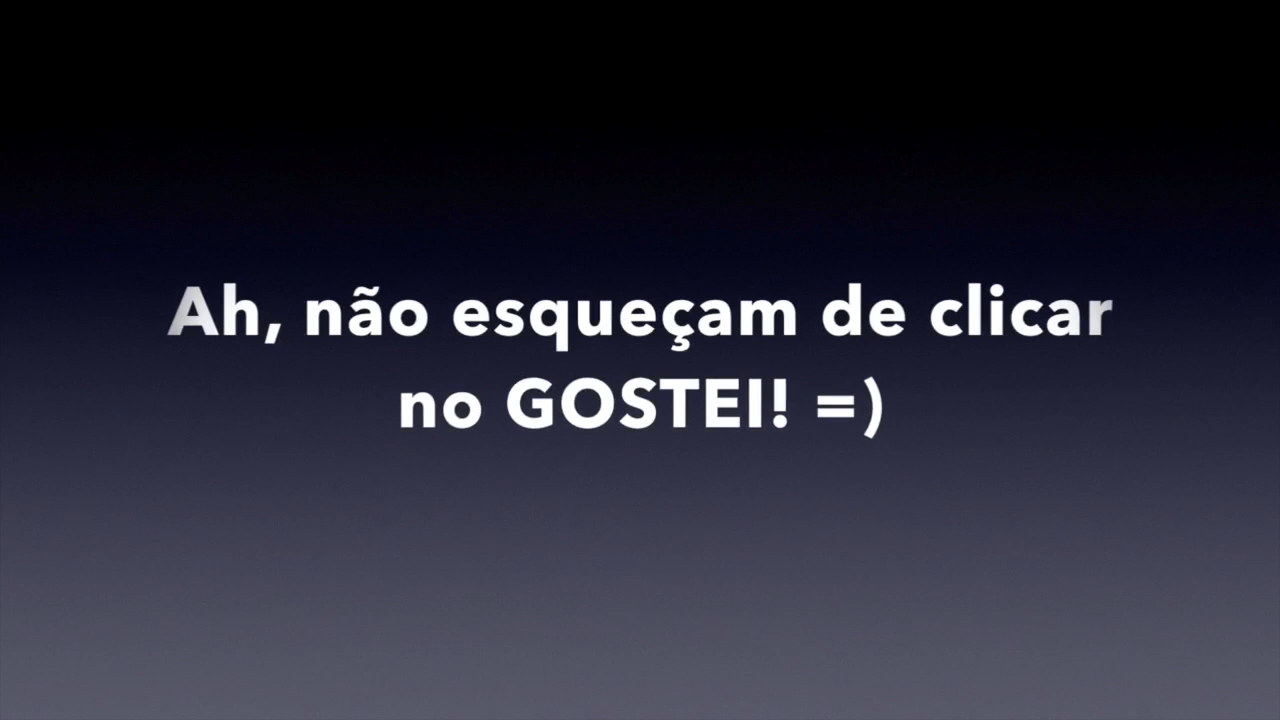 Ah, não esqueçam de clicar
no GOSTEI! =)